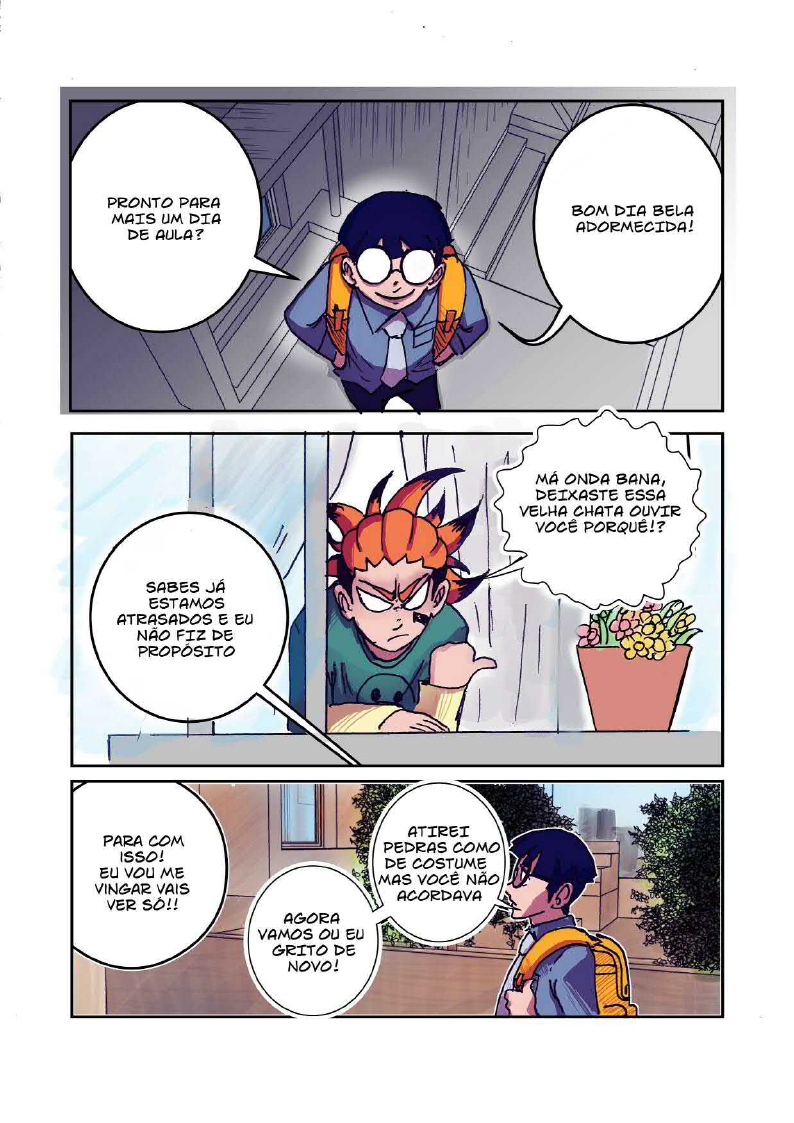 BOM DIA BELA
ADORMECIDA!
PRONTO PARA
MAIS UM DIA
DE AULA?
MÁ ONDA BANA,
DEIXASTE ESSA
VELHA CHATA OUVIR
VOCÊ PORQUÉ!?
SABES JÁ
ESTAMOS
ATRASADOS E EU
NÃO FIZ DE
PROPÓSITO
ATIREI
PEDRAS COMO
DE COSTUME
MAS VOCÊ NÃO
ACORDAVA
AGORA
VAMOS OU EU
GRITO DE
NOVO!
PARA COM
ISSO!
EU VOU ME
VINGAR VAIS
VER SÓ!!